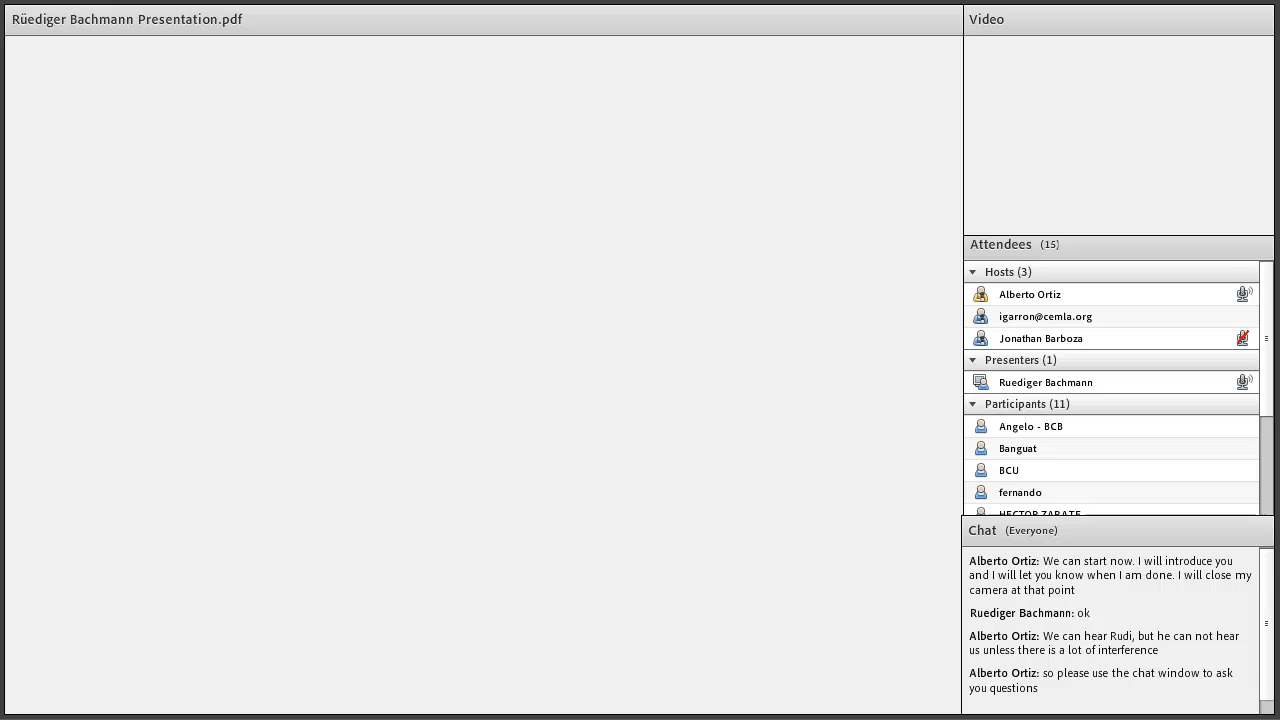 Rüediger Bachmann Presentation.pdf
Video
Attendees (15)
Hosts (3)
Alberto Ortiz
igarron@cemla.org
Jonathan Barboza
Presenters (1)
Ruediger Bachmann
Participants (11)
Angelo - BCB
Banguat
BCU
fernando
HECTOR ZARATE
Chat (Everyone)
Alberto Ortiz: We can start now. I will introduce you
and I will let you know when I am done. I will close my
camera at that point
Ruediger Bachmann: ok
Alberto Ortiz: We can hear Rudi, but he can not hear
us unless there is a lot of interference
Alberto Ortiz: so please use the chat window to ask
you questions